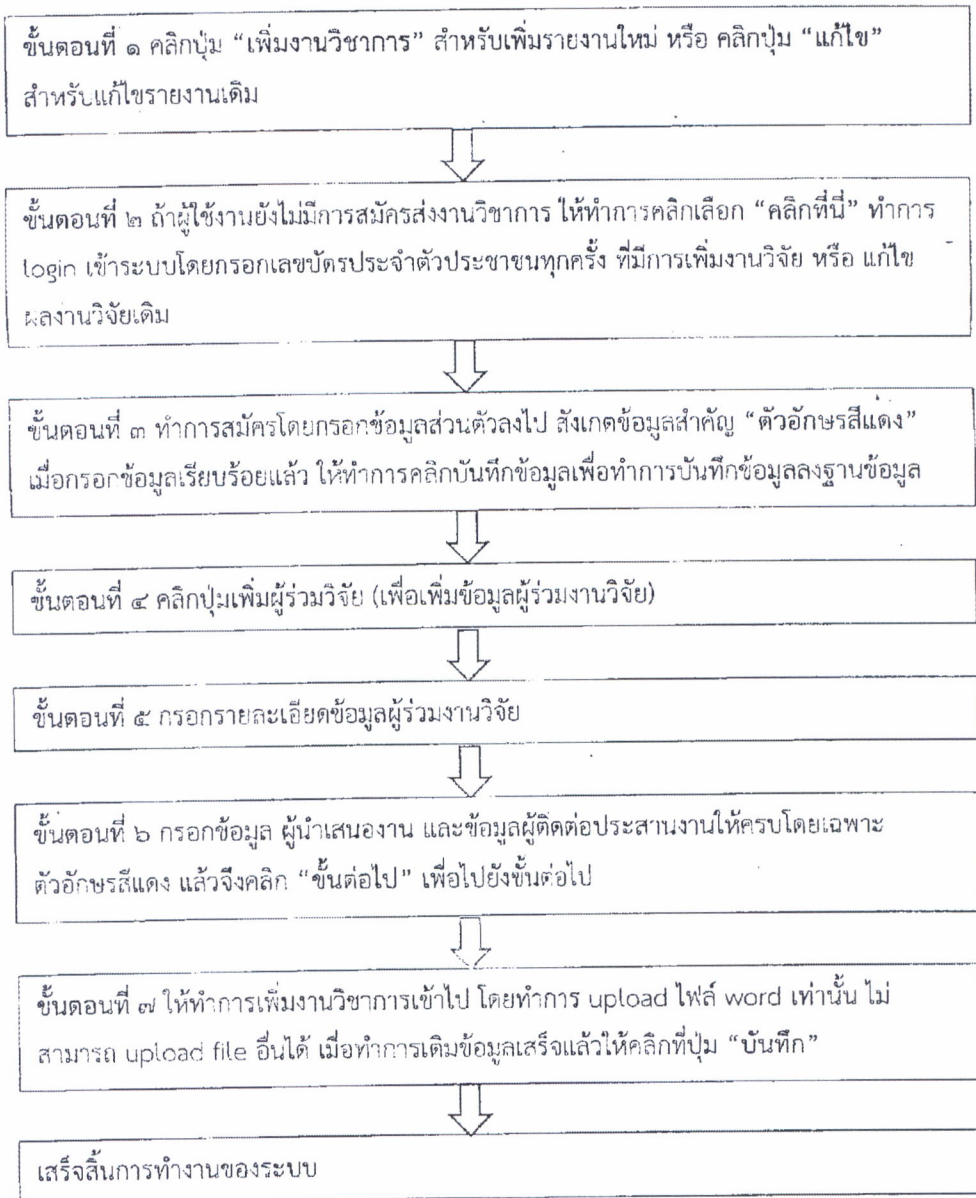 ขั้นตอนที่ ๑ คลิกปุ่ม “เพิ่มงานวิชาการ” สำหรับเพิ่มรายงานใหม่ หรือ คลิกปุ่ม “แก้ไข”
สำหรับแก้ไขรายงานเดิม
ขั้นตอนที่ ๒ ถ้าผู้ใช้งานยังไม่มีการสมัครส่งงานวิชาการ ให้ทำการคลิกเลือก “คลิกที่นี่” ทำการ
login เข้าระบบโดยกรอกเลขบัตรประจำตัวประชาชนทุกครั้ง ที่มีการเพิ่มงานวิจัย หรือ แก้ไข
ผลงานวิจัยเดิม
ขั้นตอนที่ ๓ ทำการสมัครโดยกรอกข้อมูลส่วนตัวลงไป สังเกตข้อมูลสำคัญ “ตัวอักษรสีแดง”
เมื่อกรอกข้อมูลเรียบร้อยแล้ว ให้ทำการคลิกบันทึกข้อมูลเพื่อทำการบันทึกข้อมูลลงฐานข้อมูล
ขั้นตอนที่ ๔ คลิกปุ่มเพิ่มผู้ร่วมวิจัย (เพื่อเพิ่มข้อมูลผู้ร่วมงานวิจัย)
ขั้นตอนที่ ๕ กรอกรายละเอียดข้อมูลผู้ร่วมงานวิจัย
ขั้นตอนที่ ๖ กรอกข้อมูล ผู้นำเสนองาน และข้อมูลผู้ติดต่อประสานงานให้ครบโดยเฉพาะ
ตัวอักษรสีแดง แล้วจึงคลิก “ขั้นต่อไป” เพื่อไปยังขั้นต่อไป
ขั้นตอนที่ ๗ ให้ทำการเพิ่มงานวิชาการเข้าไป โดยทำการ upload ไฟล์ word เท่านั้น ไม่
สามารถ upload file อื่นได้ เมื่อทำการเติมข้อมูลเสร็จแล้วให้คลิกที่ปุ่ม “บันทึก”
เสร็จสิ้นการทำงานของระบบ